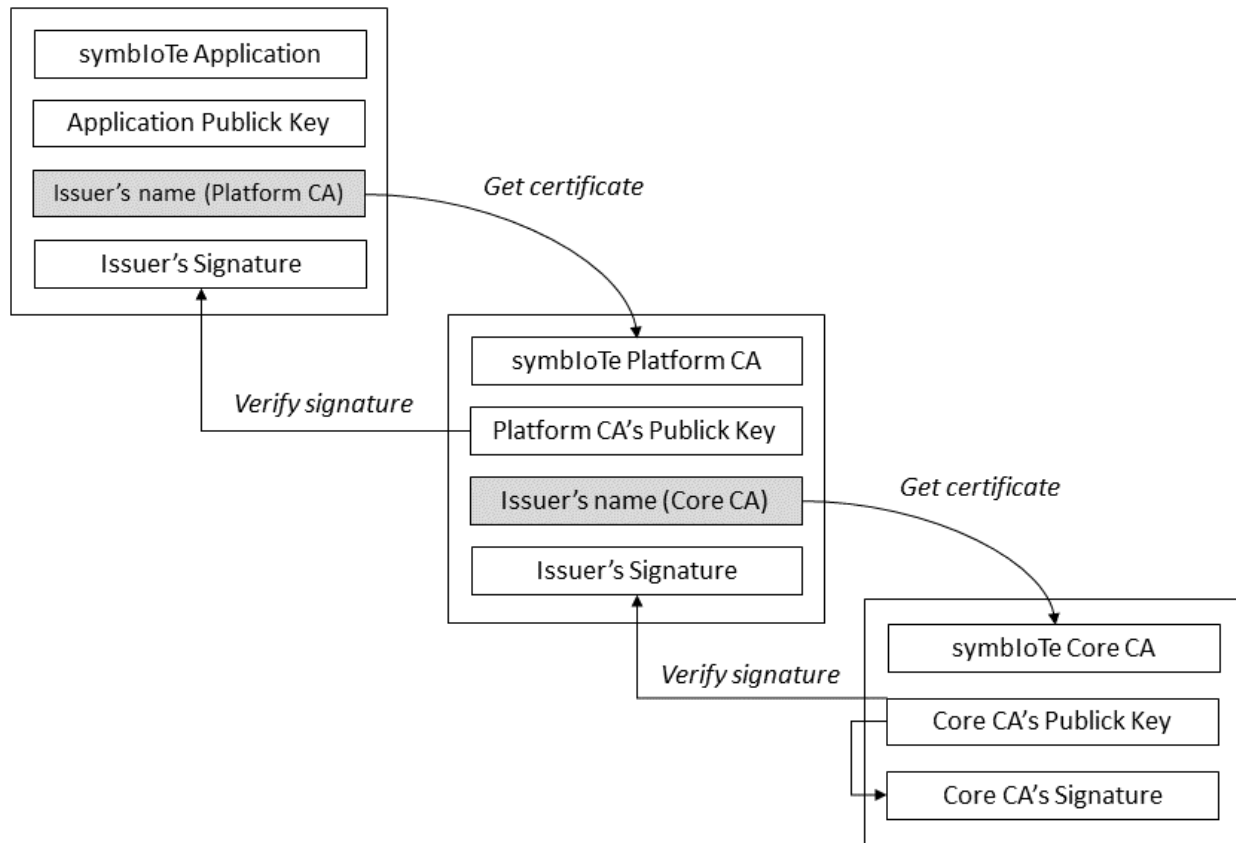 symbIoTe Application
Application Publick Key
Issuer's name (Platform CA)
Get certificate
Issuer's Signature
symbIoTe Platform CA
Verify signature
Platform CA's Publick Key
Issuer's name (Core CA)
Get certificate
Issuer's Signature
symbIoTe Core CA
Verify signature
Core CA's Publick Key
Core CA's Signature